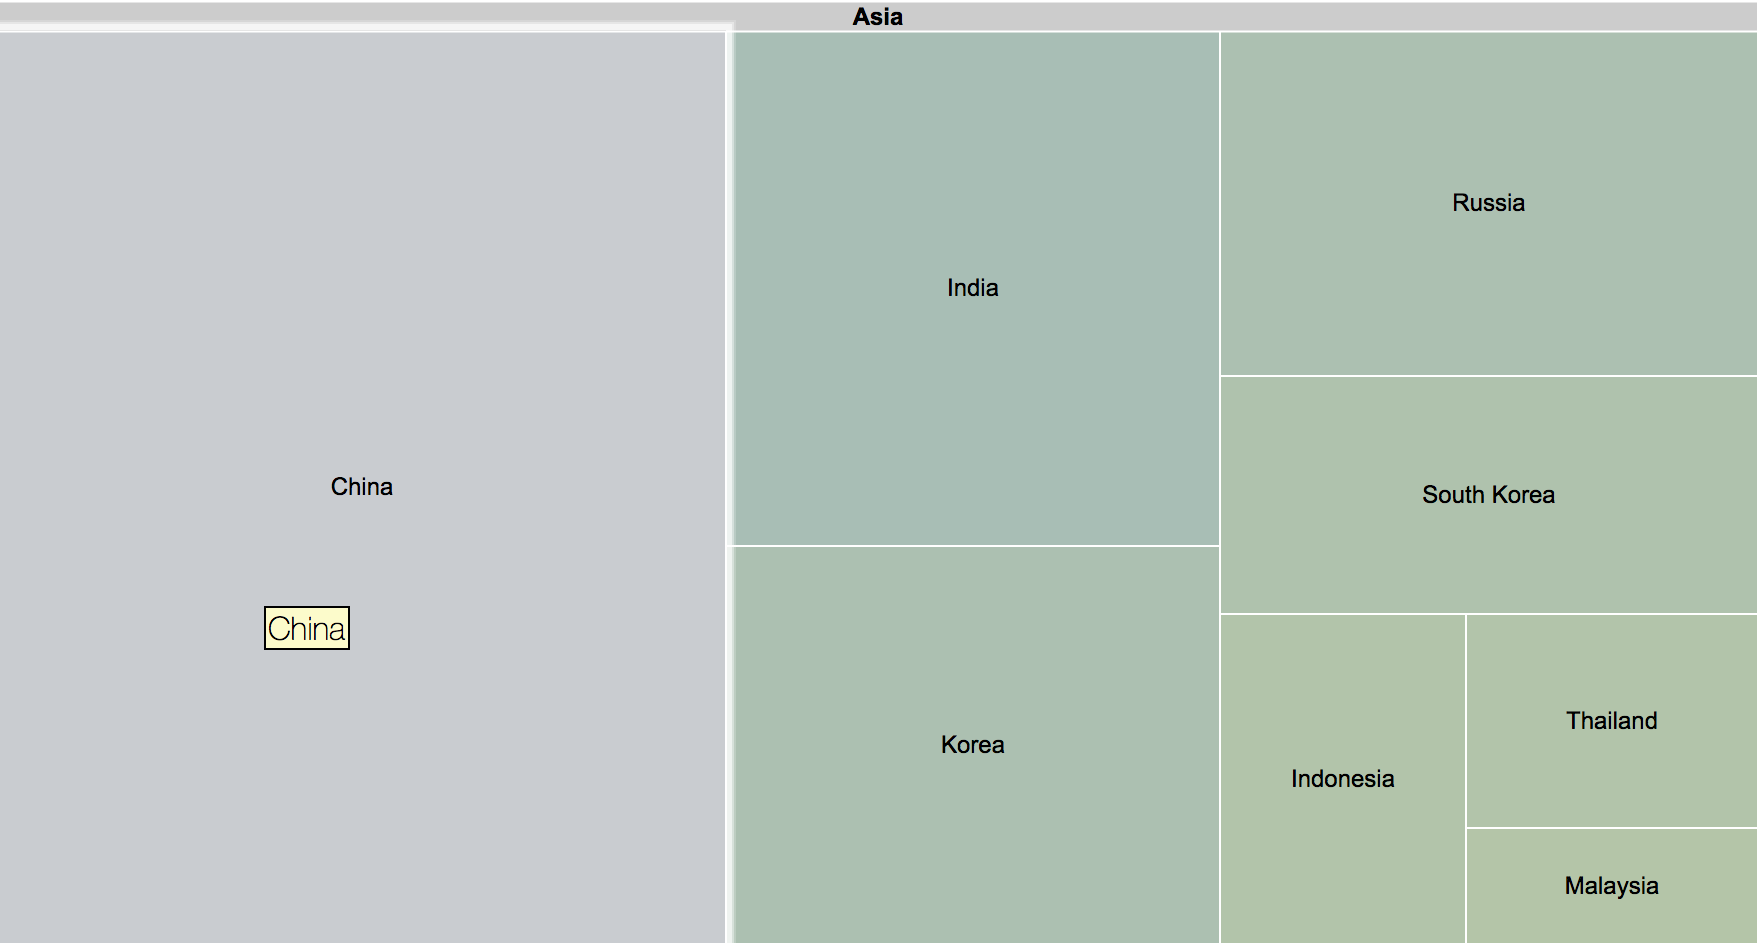 Asia
China
China
India
Korea
Russia
South Korea
Indonesia
Thailand
Malaysia